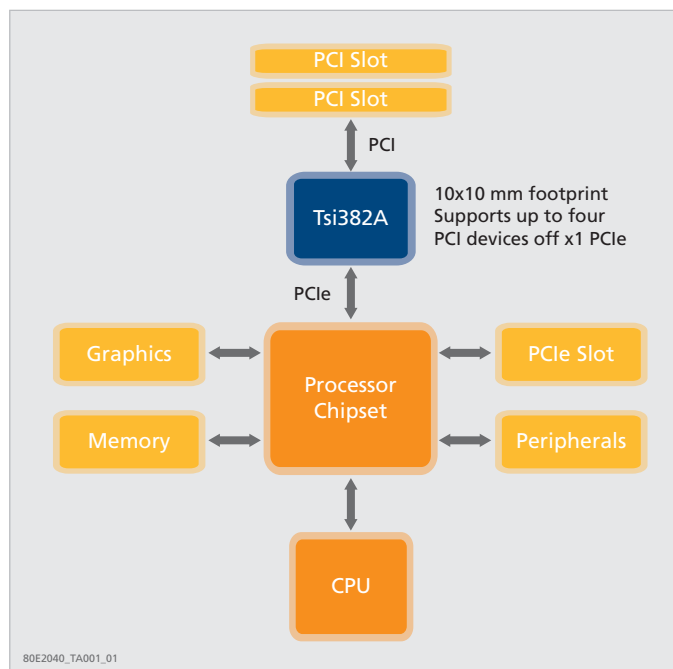 PCI Slot
PCI Slot
PCI
Tsi382A
10x10 mm footprint
Supports up to four
PCI devices off x1 PCIe
PCIe
Graphics
Processor
Chipset
PCIe Slot
Memory
Peripherals
CPU
80E2040_TA001_01